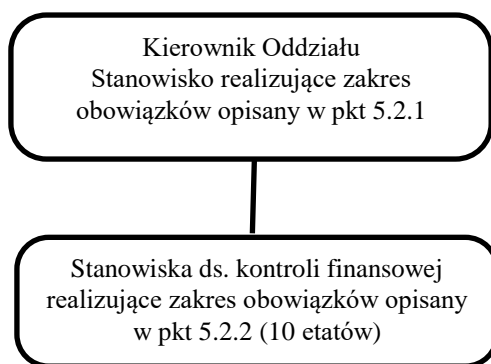 Kierownik Oddziału
Stanowisko realizujące zakres
obowiązków opisany w pkt 5.2.1
Stanowiska ds. kontroli finansowej
realizujące zakres obowiązków opisany
w pkt 5.2.2 (10 etatów)